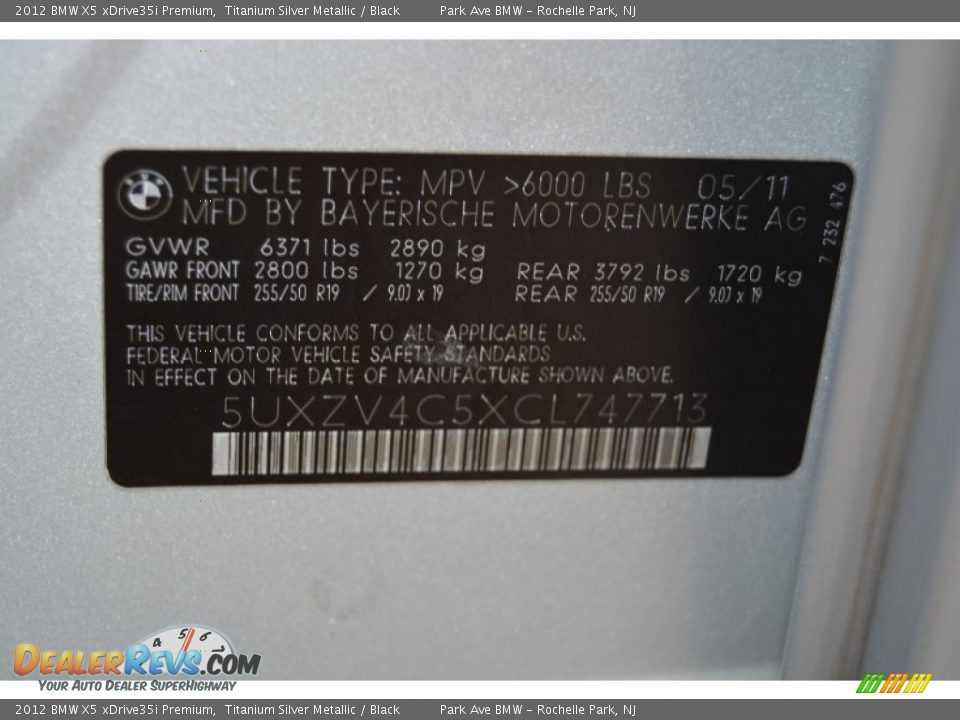 2012 BMW X5 xDrive35i Premium, Titanium Silver Metallic / Black Park Ave BMW - Rochelle Park, NJ
VEHICLE TYPE: MPV >6000 LBS 05/11
MFD BY BAYERISCHE MOTORENWERKE AG
7 232 476
GVWR 6371 lbs 2890 kg
GAWR FRONT 2800 lbs 1270 kg REAR 3792 lbs 1720 kg
TIRE/RIM FRONT 255/50 R19 / 9.0J x 19 REAR 255/50 R19 / 9.0J x 19
THIS VEHICLE CONFORMS TO ALL APPLICABLE U.S.
FEDERAL MOTOR VEHICLE SAFETY STANDARDS
IN EFFECT ON THE DATE OF MANUFACTURE SHOWN ABOVE.
5UXZV4C5XCL747713
4 5 6 7
DEALERREVS.COM
YOUR AUTO DEALER SUPERHIGHWAY
2012 BMW X5 xDrive35i Premium, Titanium Silver Metallic / Black Park Ave BMW - Rochelle Park, NJ